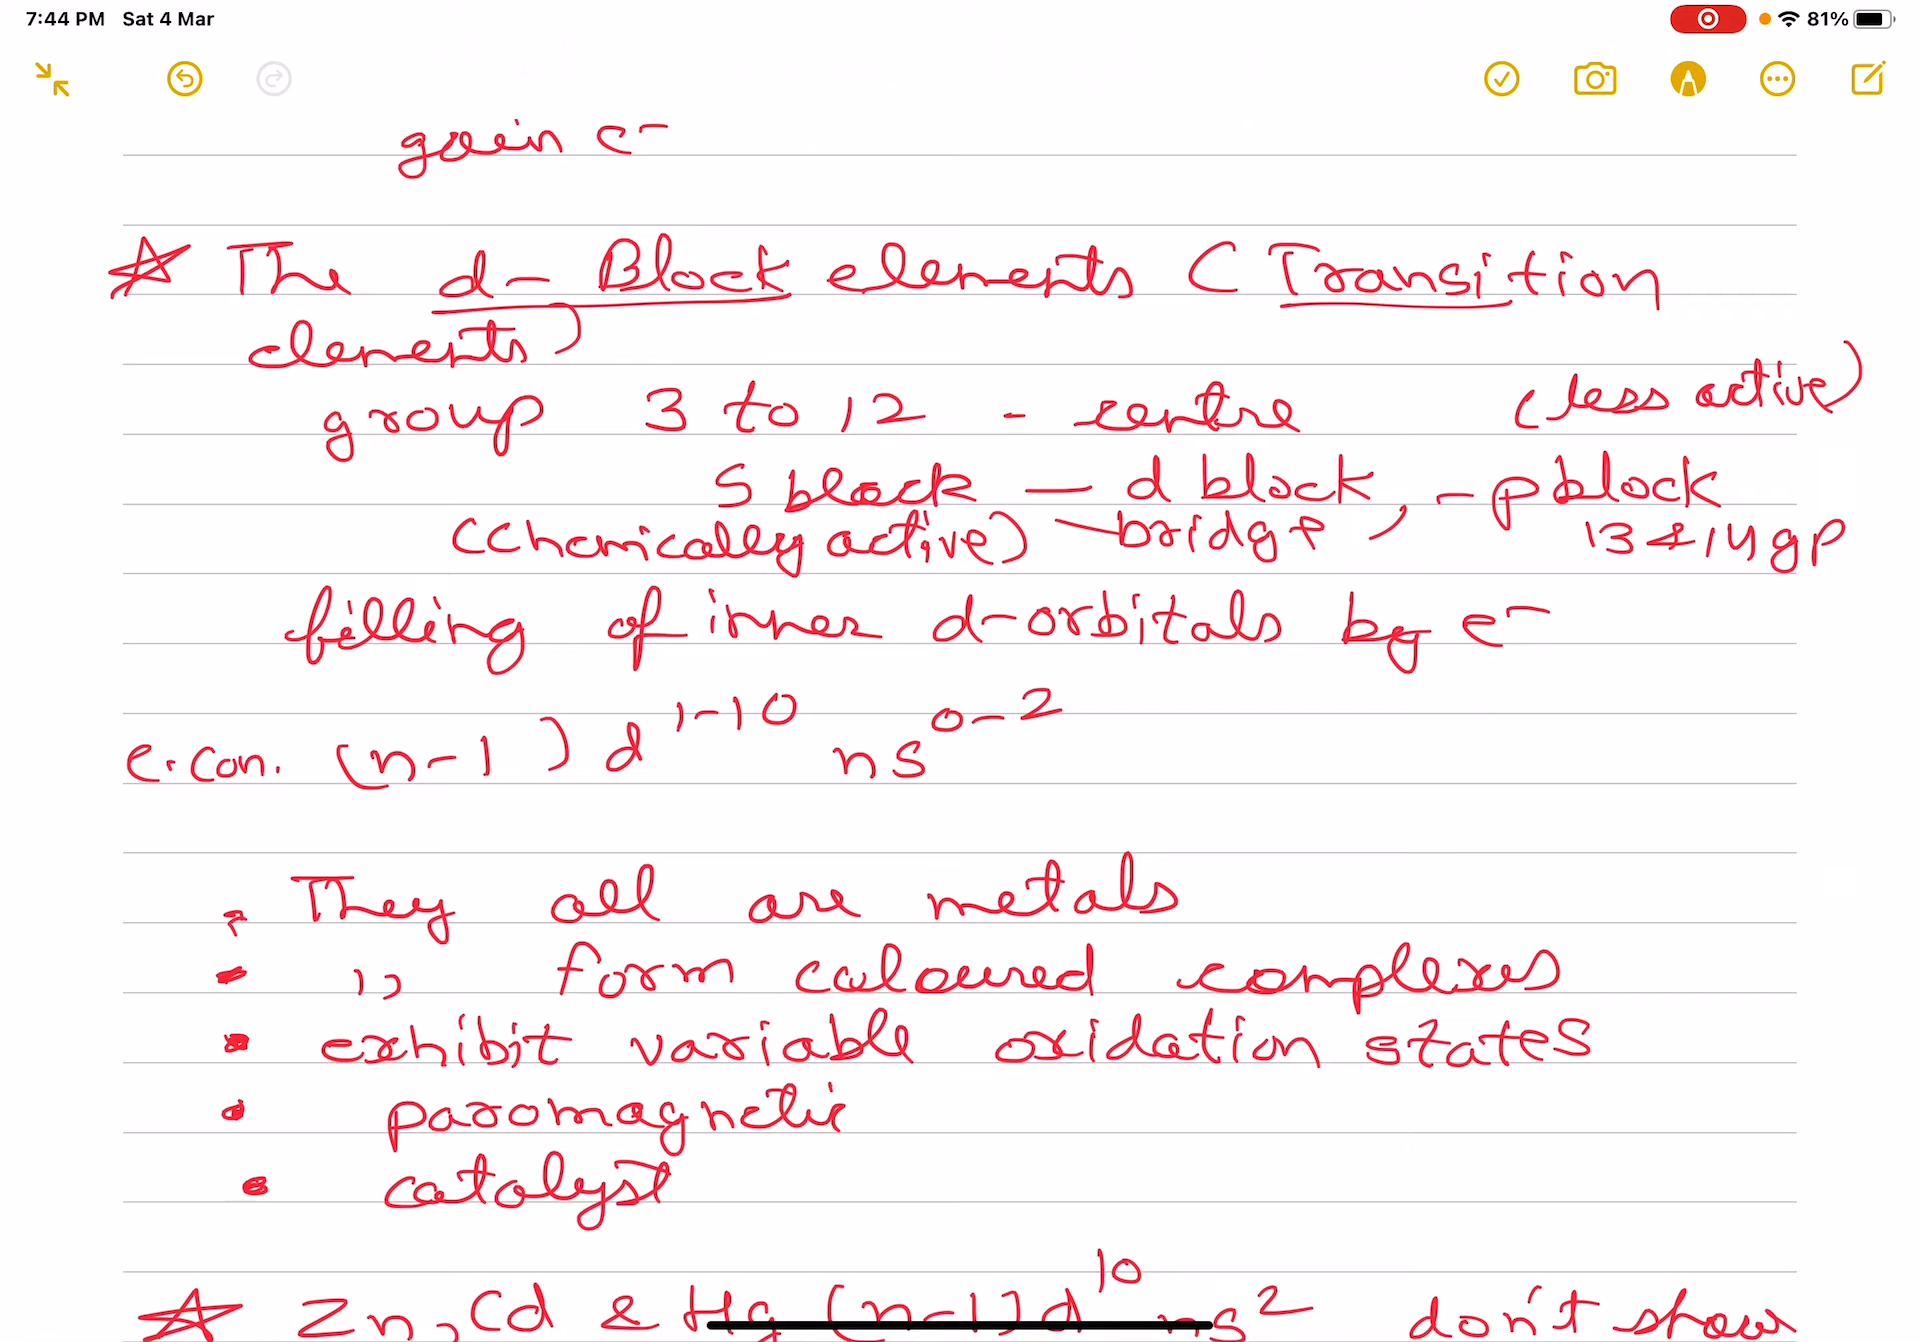 7:44 PM Sat 4 Mar 81%
gain e⁻
☆ The d- Block elements ( Transition
elements)
group 3 to 12 - centre (less active)
S block — d block, - p block
(chemically active) — bridge, 13 & 14 gp
filling of inner d-orbitals by e⁻
e. con. (n-1) d¹⁻¹⁰ ns⁰⁻²
• They all are metals
• ,, form coloured complexes
• exhibit variable oxidation states
• paromagnetic
• catalyst
☆ Zn, Cd & Hg (n-1) d¹⁰ ns² don't show